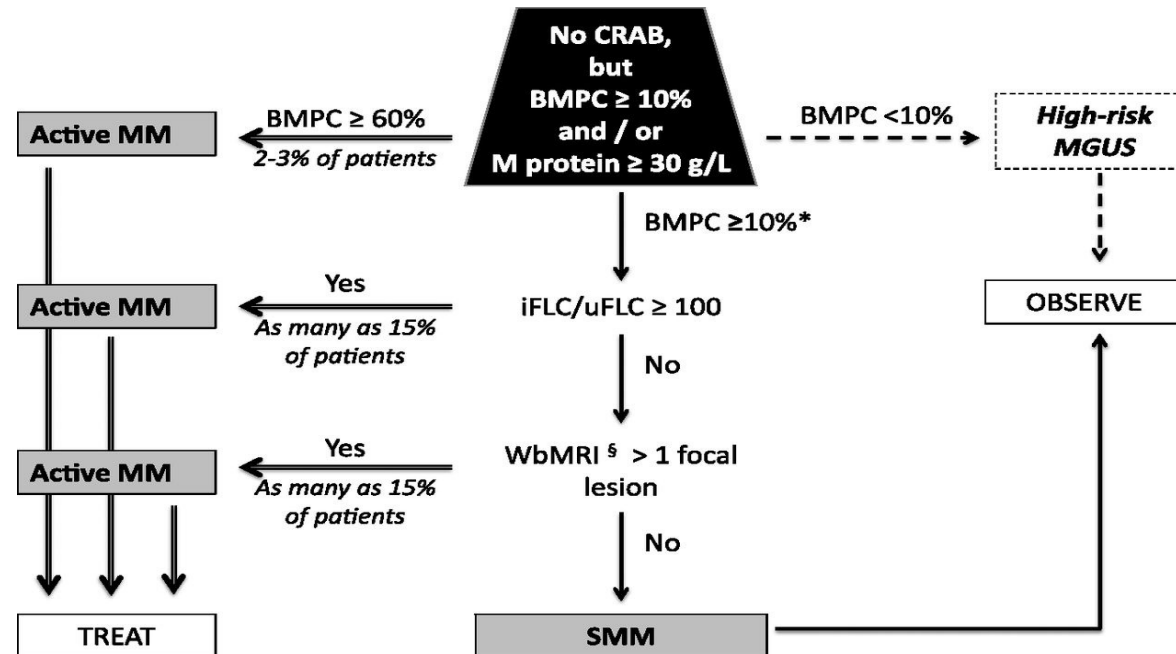 No CRAB,
but
BMPC ≥ 10%
and / or
M protein ≥ 30 g/L
BMPC ≥ 60%
2-3% of patients
Active MM
BMPC <10%
High-risk
MGUS
BMPC ≥10%*
Active MM
Yes
As many as 15%
of patients
iFLC/uFLC ≥ 100
OBSERVE
No
Active MM
Yes
As many as 15%
of patients
WbMRI § > 1 focal
lesion
No
TREAT
SMM